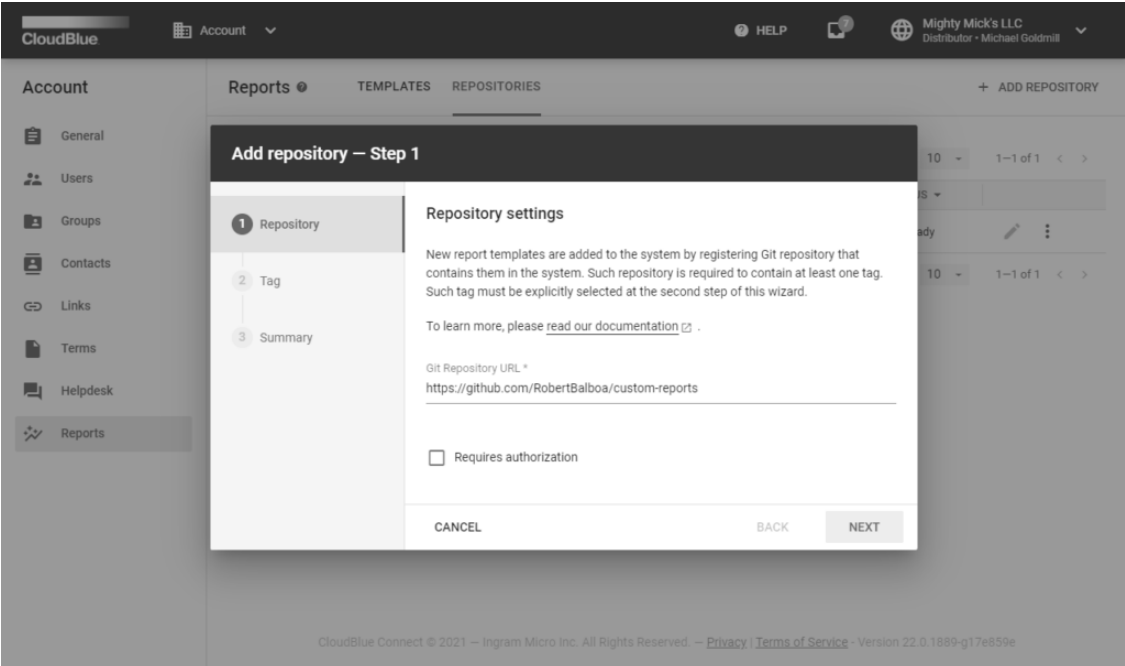 CloudBlue
Account
HELP
7
Mighty Mick's LLC
Distributor • Michael Goldmill
Account
General
Users
Groups
Contacts
Links
Terms
Helpdesk
Reports
Reports
TEMPLATES
REPOSITORIES
+ ADD REPOSITORY
10
1—1 of 1
US
ady
10
1—1 of 1
Add repository — Step 1
1 Repository
2 Tag
3 Summary
Repository settings
New report templates are added to the system by registering Git repository that
contains them in the system. Such repository is required to contain at least one tag.
Such tag must be explicitly selected at the second step of this wizard.
To learn more, please read our documentation .
Git Repository URL *
https://github.com/RobertBalboa/custom-reports
Requires authorization
CANCEL
BACK
NEXT
CloudBlue Connect © 2021 — Ingram Micro Inc. All Rights Reserved. — Privacy | Terms of Service - Version 22.0.1889-g17e859e